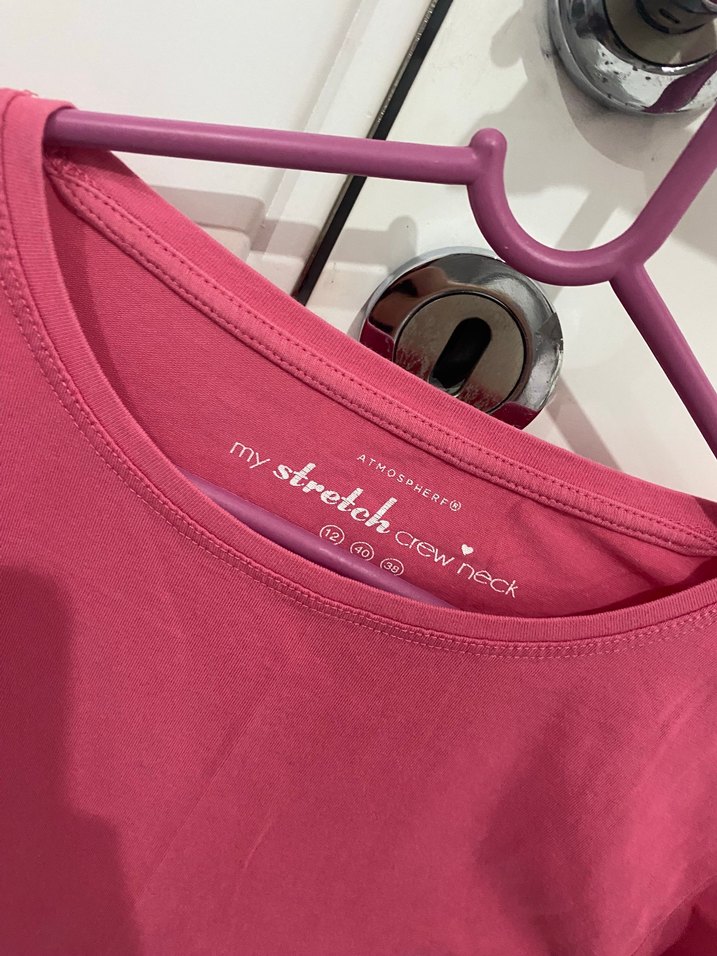 ATMOSPHERE®
my stretch crew neck
12 40 38